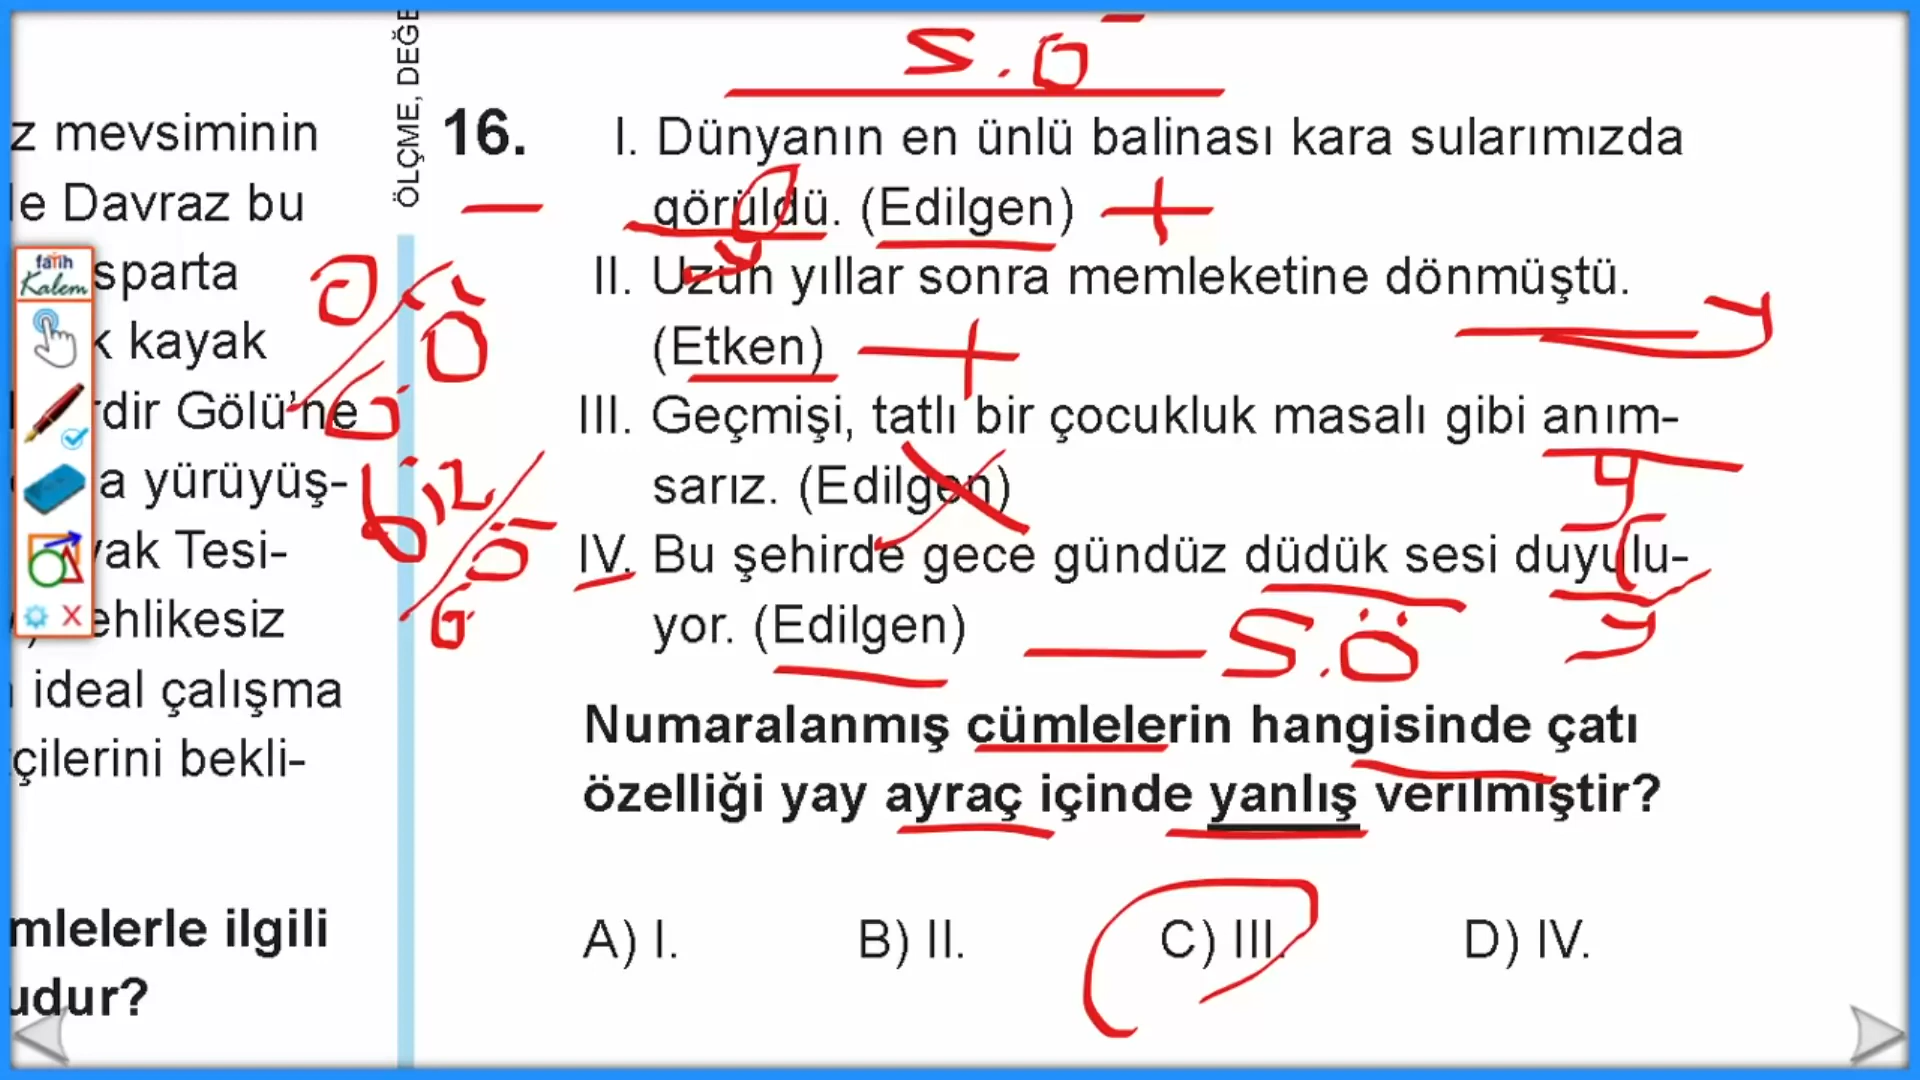 z mevsiminin
le Davraz bu
sparta
k kayak
rdir Gölü'ne
a yürüyüş-
yak Tesi-
ehlikesiz
ideal çalışma
çilerini bekli-
mlelerle ilgili
udur?
fatih
Kalem
ÖLÇME, DEĞE
S.Ö
16.
I. Dünyanın en ünlü balinası kara sularımızda
görüldü. (Edilgen)
II. Uzun yıllar sonra memleketine dönmüştü.
(Etken)
III. Geçmişi, tatlı bir çocukluk masalı gibi anım-
sarız. (Edilgen)
IV. Bu şehirde gece gündüz düdük sesi duyulu-
yor. (Edilgen)
S.Ö
y
y
y
y
O
Ö
G.
biz
Ö
G.
Numaralanmış cümlelerin hangisinde çatı
özelliği yay ayraç içinde yanlış verilmiştir?
A) I.
B) II.
C) III.
D) IV.